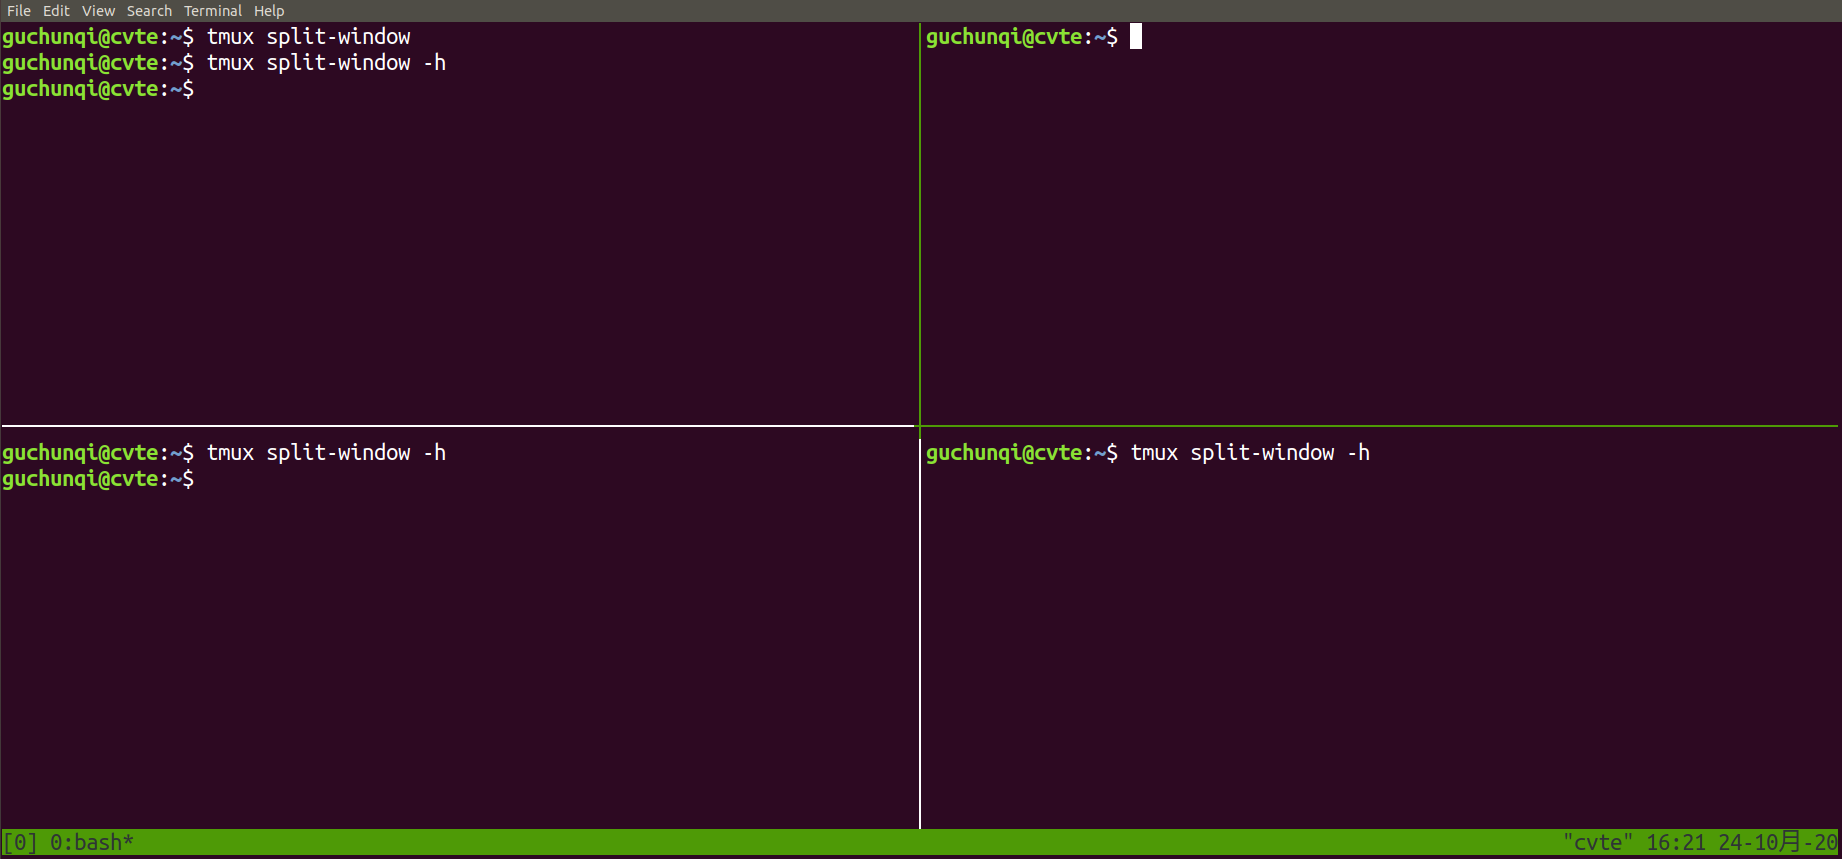 File Edit View Search Terminal Help
guchunqi@cvte:~$ tmux split-window
guchunqi@cvte:~$ tmux split-window -h
guchunqi@cvte:~$
guchunqi@cvte:~$
guchunqi@cvte:~$ tmux split-window -h
guchunqi@cvte:~$
guchunqi@cvte:~$ tmux split-window -h
[0] 0:bash*
"cvte" 16:21 24-10月-20